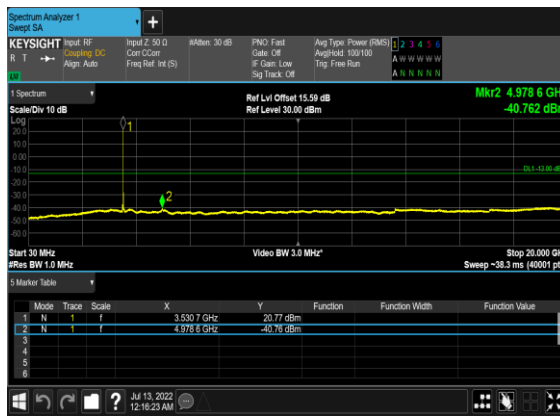 Spectrum Analyzer 1
Swept SA
KEYSIGHT Input: RF Input Z: 50 Ω #Atten: 30 dB PNO: Fast Avg Type: Power (RMS) 1 2 3 4 5 6
R T Coupling: DC Corr CCorr Gate: Off Avg|Hold: 100/100 A W W W W W
Align: Auto Freq Ref: Int (S) IF Gain: Low Trig: Free Run
Sig Track: Off A N N N N N
1 Spectrum
Ref Lvl Offset 15.59 dB Mkr2 4.978 6 GH
Scale/Div 10 dB Ref Level 30.00 dBm -40.762 dBm
Log
20.0
10.0
0.00
-10.0
DL1 -13.00 dB
-20.0
-30.0
-40.0
-50.0
-60.0
1
2
Start 30 MHz Video BW 3.0 MHz* Stop 20.000 GH
#Res BW 1.0 MHz Sweep ~38.3 ms (40001 pt
5 Marker Table
Mode Trace Scale X Y Function Function Width Function Value
1 N 1 f 3.530 7 GHz 20.77 dBm
2 N 1 f 4.978 6 GHz -40.76 dBm
3
4
5
6
Jul 13, 2022
12:16:23 AM